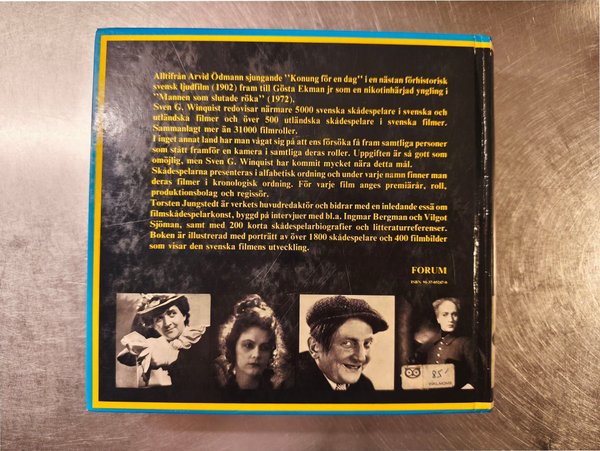 Alltifrån Arvid Ödmann sjungande "Konung för en dag" i en nästan förhistorisk
svensk ljudfilm (1902) fram till Gösta Ekman jr som en nikotinhärjad yngling i
"Mannen som slutade röka" (1972).
Sven G. Winquist redovisar närmare 5000 svenska skådespelare i svenska och
utländska filmer och över 500 utländska skådespelare i svenska filmer.
Sammanlagt mer än 31000 filmroller.
I inget annat land har man vågat sig på att ens försöka få fram samtliga personer
som stått framför en kamera i samtliga deras roller. Uppgiften är så gott som
omöjlig, men Sven G. Winquist har kommit mycket nära detta mål.
Skådespelarna presenteras i alfabetisk ordning och under varje namn finner man
deras filmer i kronologisk ordning. För varje film anges premiärår, roll,
produktionsbolag och regissör.
Torsten Jungstedt är verkets huvudredaktör och bidrar med en inledande essä om
filmskådespelarkonst, byggd på intervjuer med bl.a. Ingmar Bergman och Vilgot
Sjöman, samt med 200 korta skådespelarbiografier och litteraturreferenser.
Boken är illustrerad med porträtt av över 1800 skådespelare och 400 filmbilder
som visar den svenska filmens utveckling.
FORUM
ISBN 91-37-05247-0
85:-